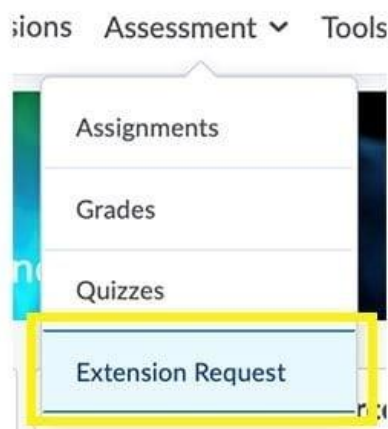 Assessment Tools
Assignments
Grades
Quizzes
Extension Request